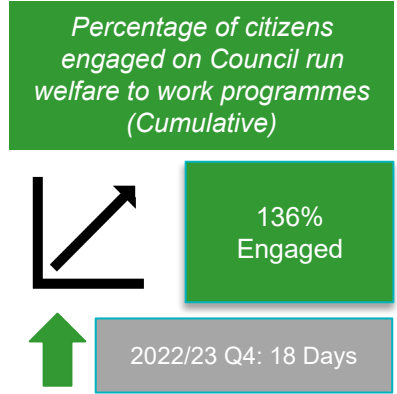 Percentage of citizens
engaged on Council run
welfare to work programmes
(Cumulative)
136%
Engaged
2022/23 Q4: 18 Days